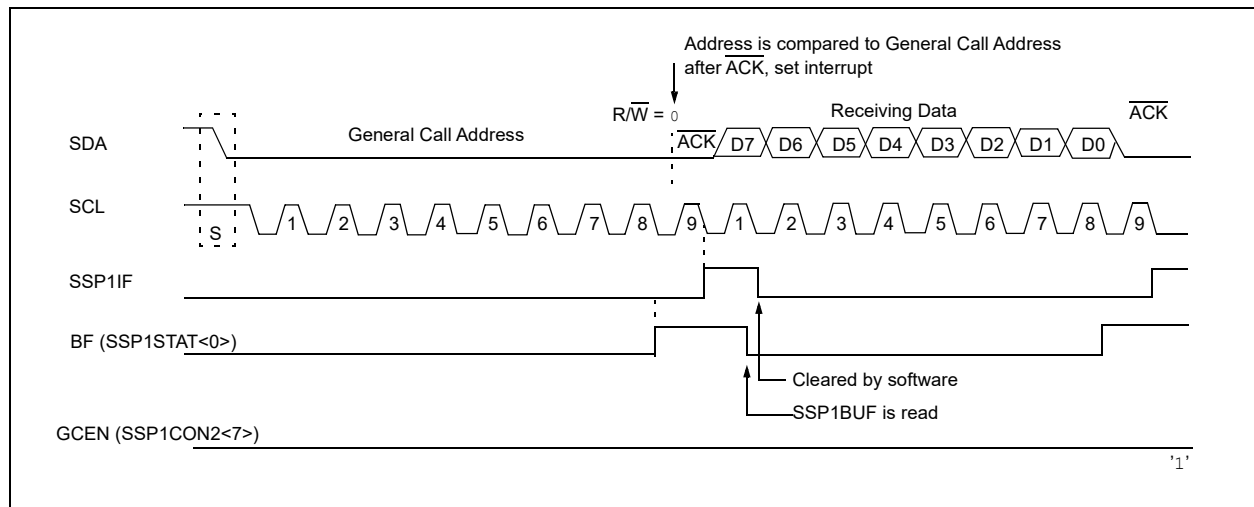 Address is compared to General Call Address
after ACK, set interrupt
R/W = 0
Receiving Data
ACK
SDA
General Call Address
ACK
D7 D6 D5 D4 D3 D2 D1 D0
SCL
S
1 2 3 4 5 6 7 8 9 1 2 3 4 5 6 7 8 9
SSP1IF
BF (SSP1STAT<0>)
Cleared by software
SSP1BUF is read
GCEN (SSP1CON2<7>)
’1’